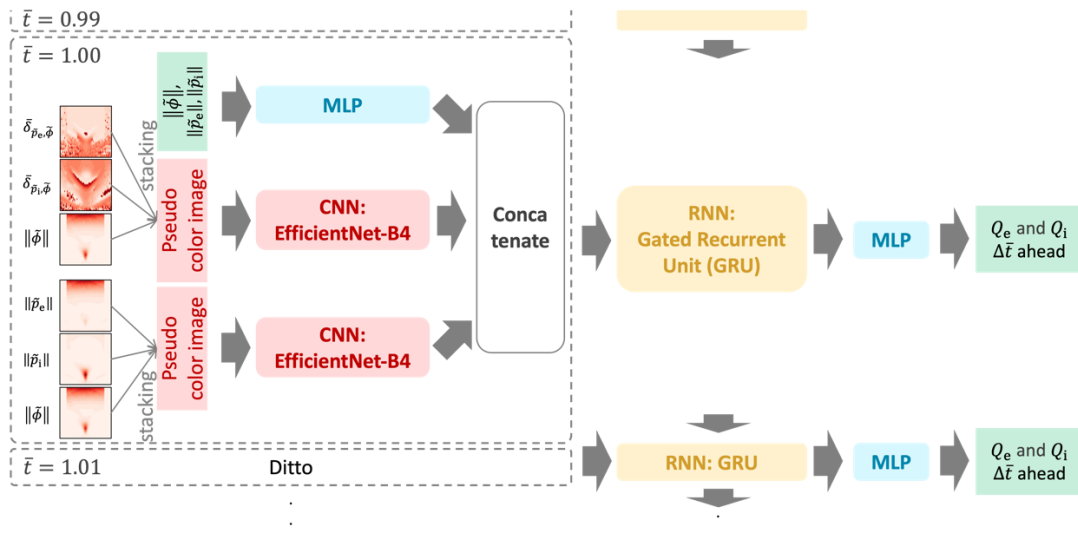 t̄ = 0.99
t̄ = 1.00
δ̄_{p̃e,φ̃}
δ̄_{p̃i,φ̃}
‖φ̃‖
‖p̃e‖
‖p̃i‖
‖φ̃‖
stacking
stacking
‖φ̃‖,
‖p̃e‖, ‖p̃i‖
Pseudo
color image
Pseudo
color image
MLP
CNN:
EfficientNet-B4
CNN:
EfficientNet-B4
Conca
tenate
RNN:
Gated Recurrent
Unit (GRU)
MLP
Qe and Qi
Δt̄ ahead
t̄ = 1.01
Ditto
RNN: GRU
MLP
Qe and Qi
Δt̄ ahead